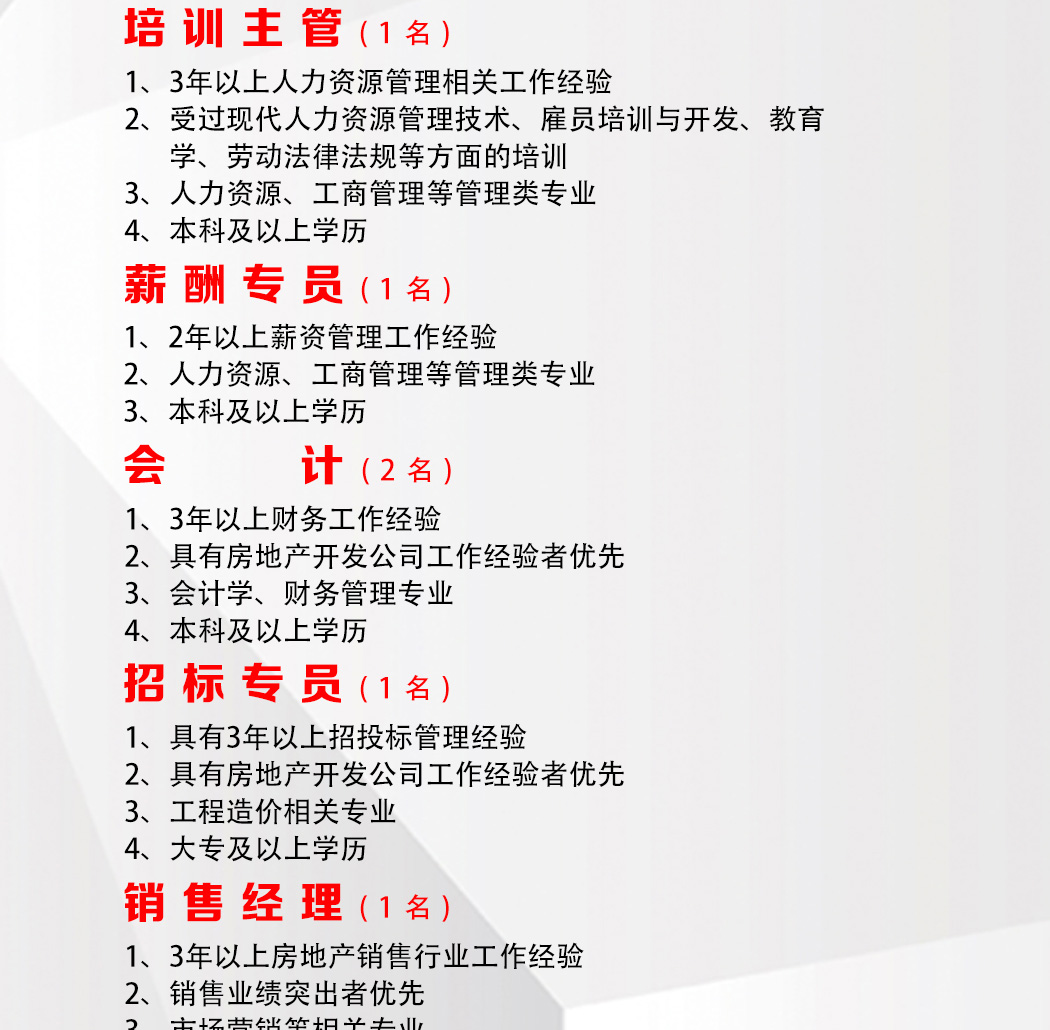 培训主管(1名)
1、3年以上人力资源管理相关工作经验
2、受过现代人力资源管理技术、雇员培训与开发、教育
学、劳动法律法规等方面的培训
3、人力资源、工商管理等管理类专业
4、本科及以上学历
薪酬专员(1名)
1、2年以上薪资管理工作经验
2、人力资源、工商管理等管理类专业
3、本科及以上学历
会计(2名)
1、3年以上财务工作经验
2、具有房地产开发公司工作经验者优先
3、会计学、财务管理专业
4、本科及以上学历
招标专员(1名)
1、具有3年以上招投标管理经验
2、具有房地产开发公司工作经验者优先
3、工程造价相关专业
4、大专及以上学历
销售经理(1名)
1、3年以上房地产销售行业工作经验
2、销售业绩突出者优先
3、市场营销等相关专业